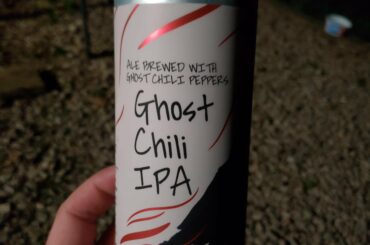 ALE BREWED WITH
GHOST CHILI PEPPERS
Ghost
Chili
IPA